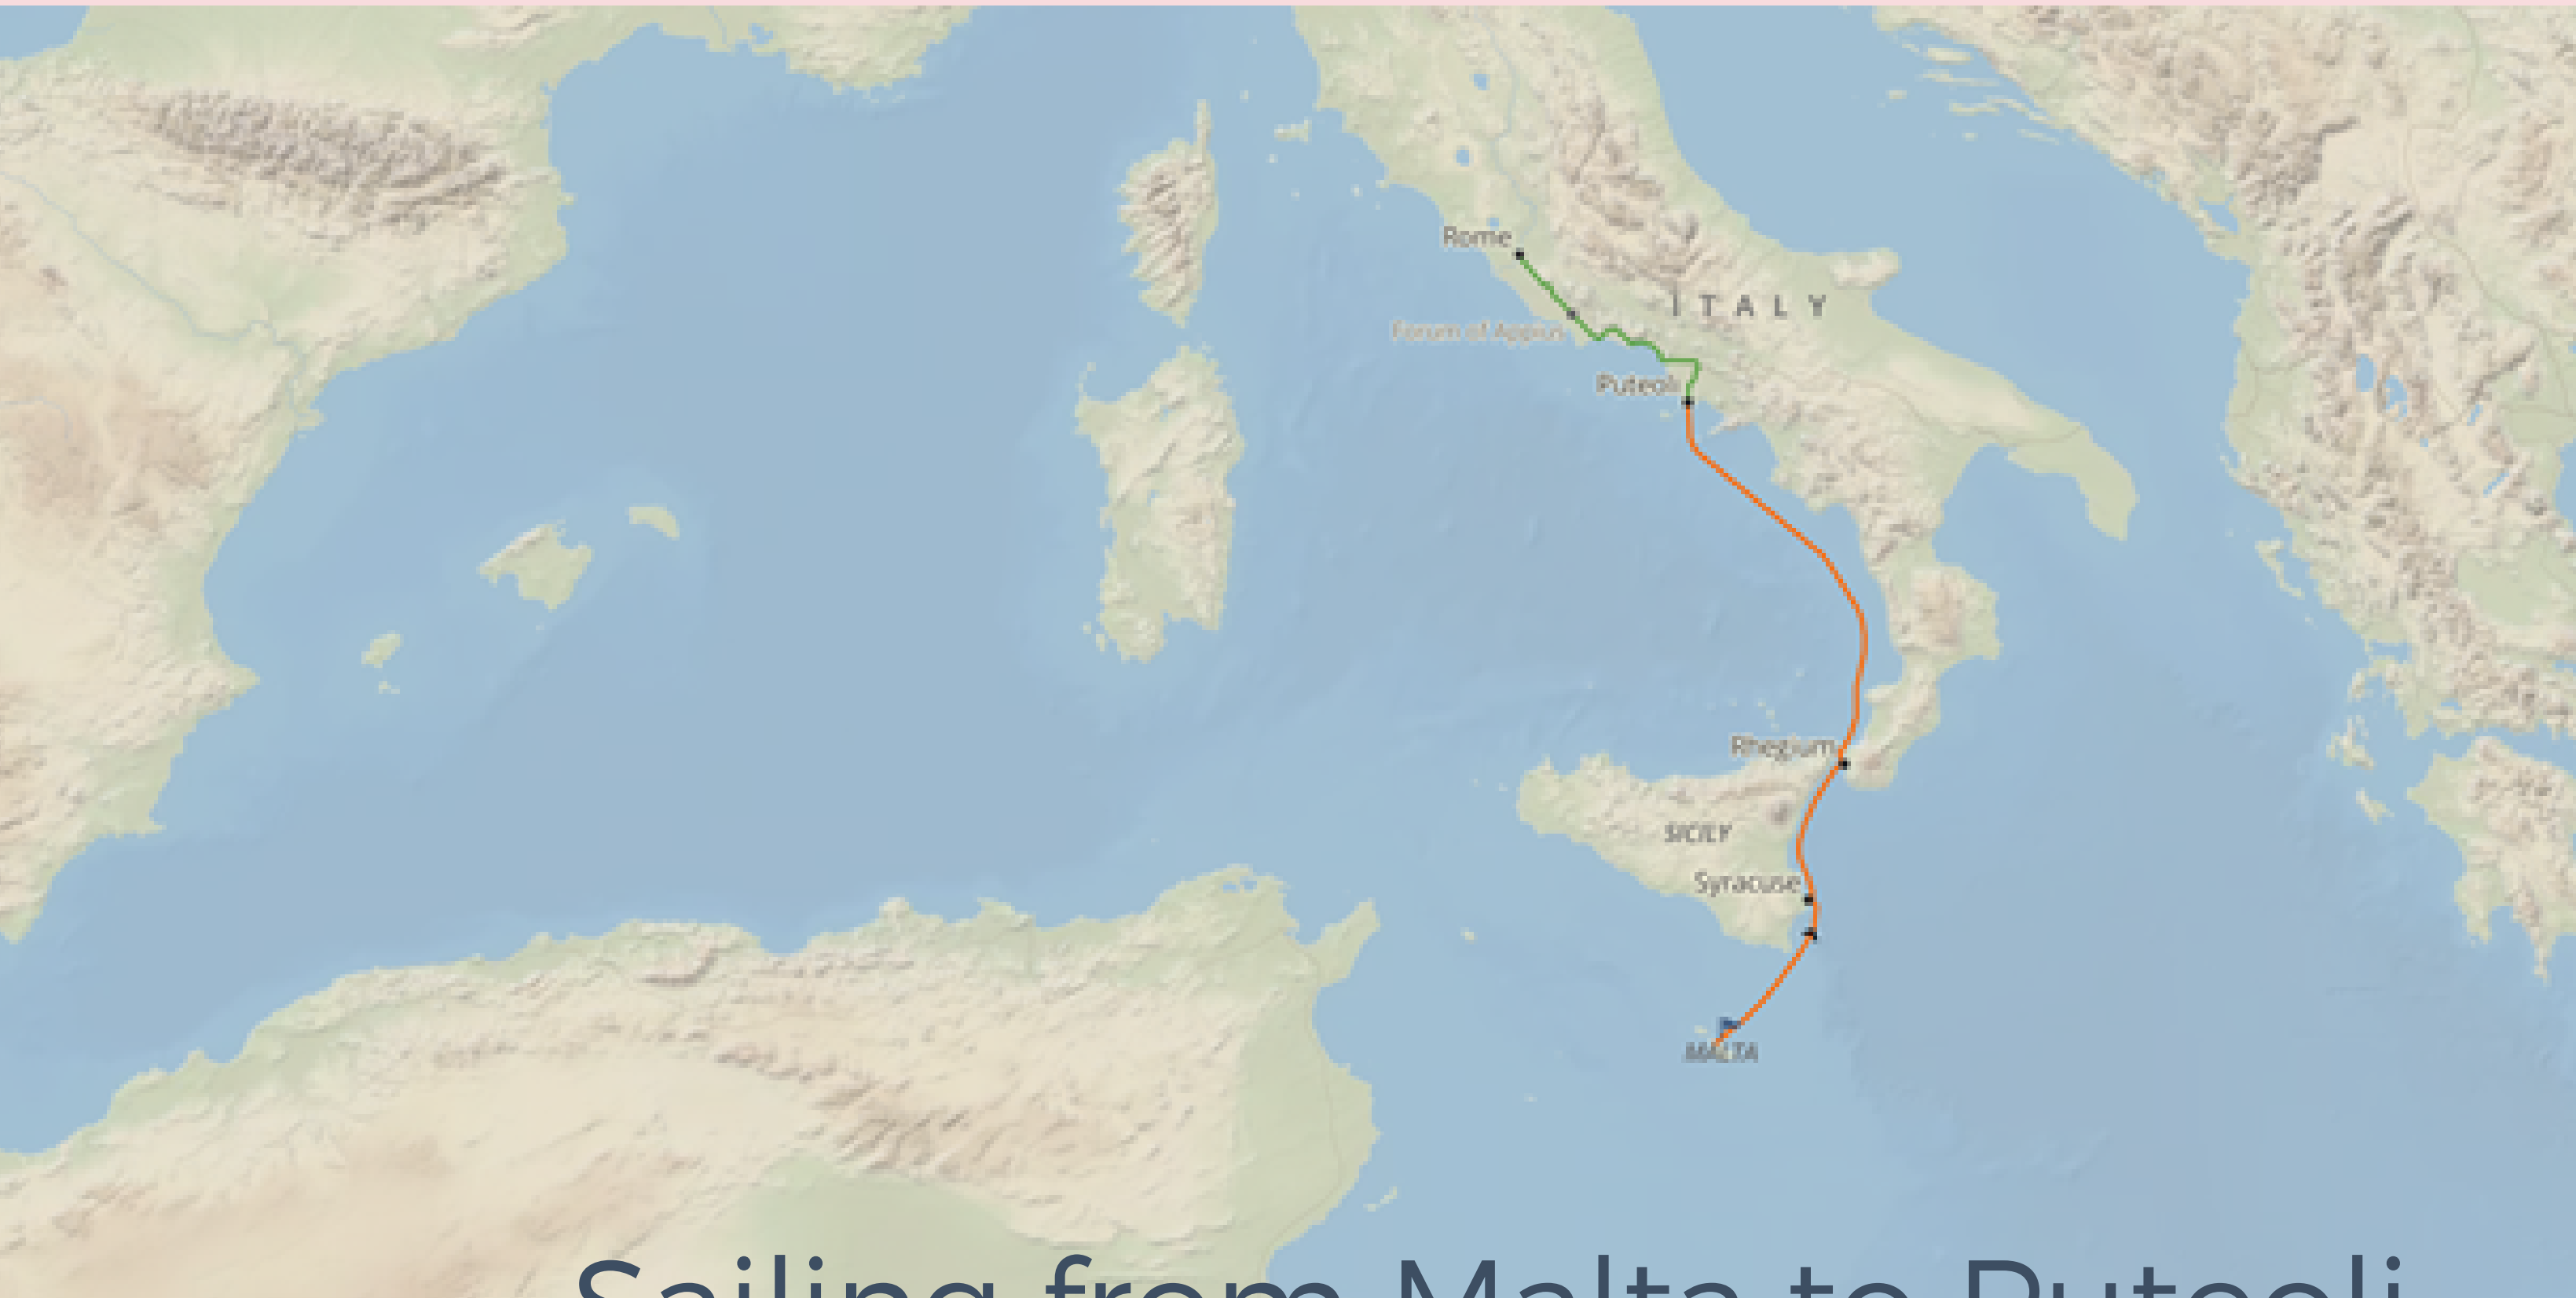 Rome
ITALY
Forum of Appius
Puteoli
Rhegium
SICILY
Syracuse
MALTA
Sailing from Malta to Puteoli